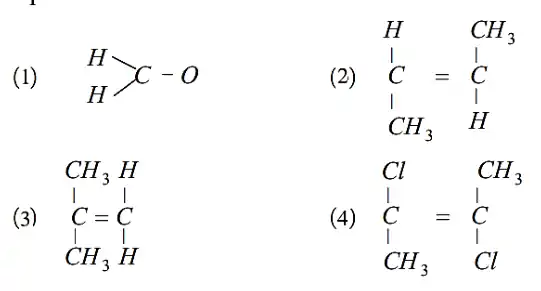 (1) H H C - O
(2) H CH3 C = C CH3 H
(3) CH3 H C = C CH3 H
(4) Cl CH3 C = C CH3 Cl